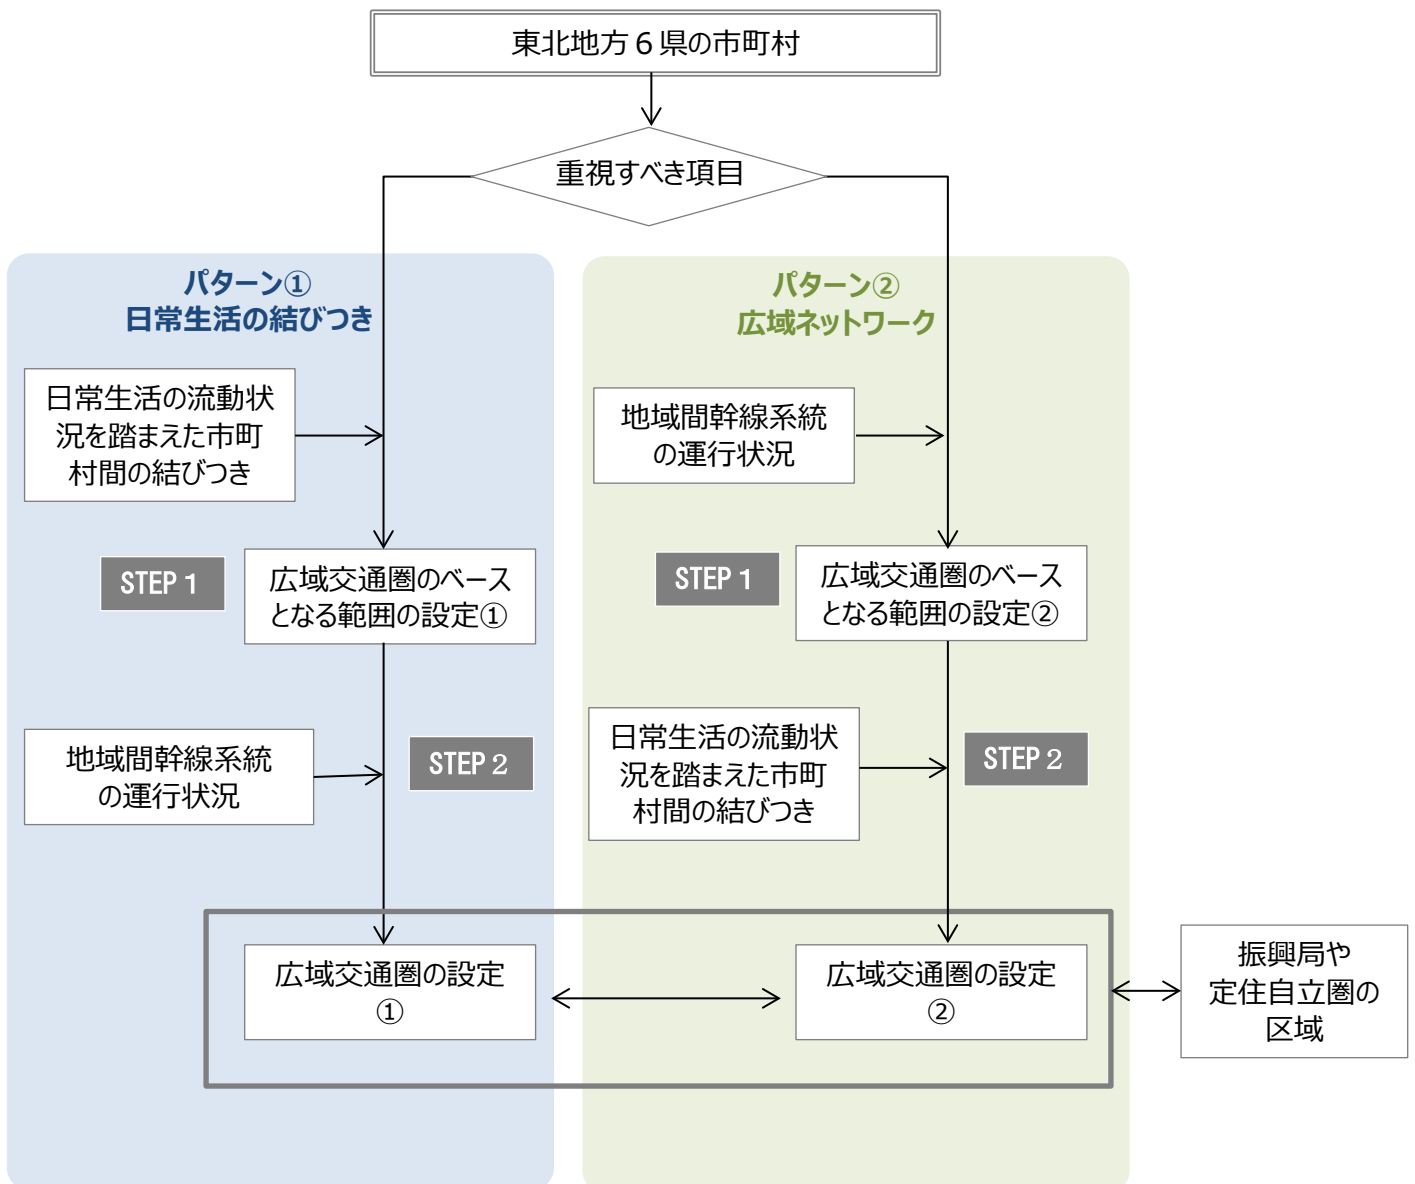 東北地方６県の市町村
重視すべき項目
パターン①
日常生活の結びつき
日常生活の流動状
況を踏まえた市町
村間の結びつき
STEP 1
広域交通圏のベース
となる範囲の設定①
地域間幹線系統
の運行状況
STEP 2
広域交通圏の設定
①
パターン②
広域ネットワーク
地域間幹線系統
の運行状況
STEP 1
広域交通圏のベース
となる範囲の設定②
日常生活の流動状
況を踏まえた市町
村間の結びつき
STEP 2
広域交通圏の設定
②
振興局や
定住自立圏の
区域